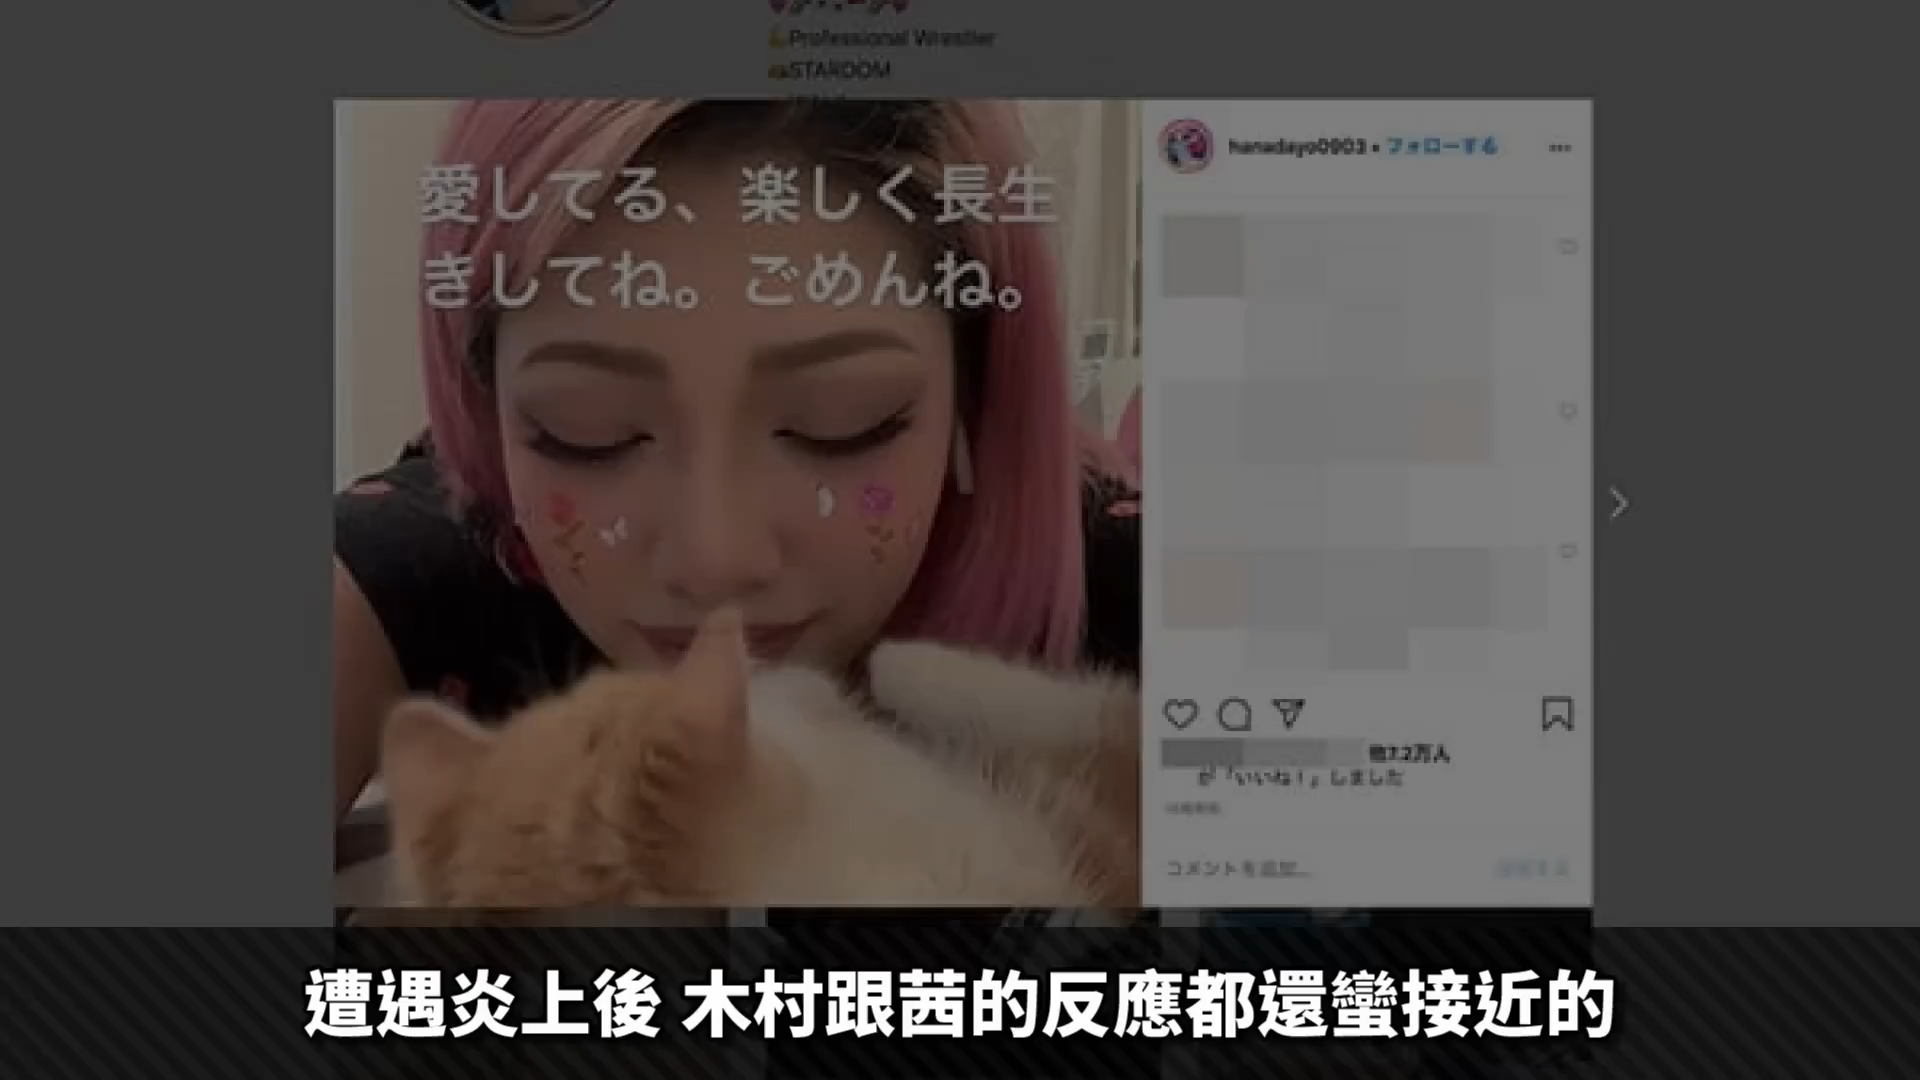 Professional Wrestler
STARDOM
愛してる、楽しく長生
きしてね。ごめんね。
hanadayo0903 • フォローする
他7.2万人
が「いいね！」しました
コメントを追加...
遭遇炎上後 木村跟茜的反應都還蠻接近的